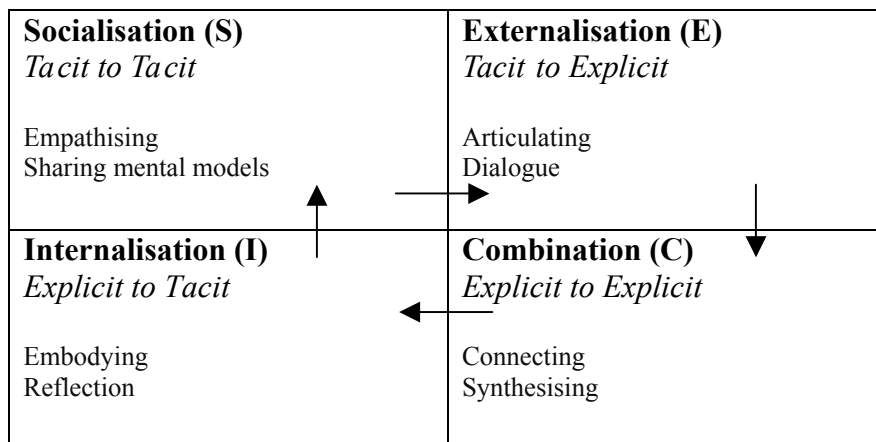 Socialisation (S)
Tacit to Tacit
Empathising
Sharing mental models
Externalisation (E)
Tacit to Explicit
Articulating
Dialogue
Internalisation (I)
Explicit to Tacit
Embodying
Reflection
Combination (C)
Explicit to Explicit
Connecting
Synthesising